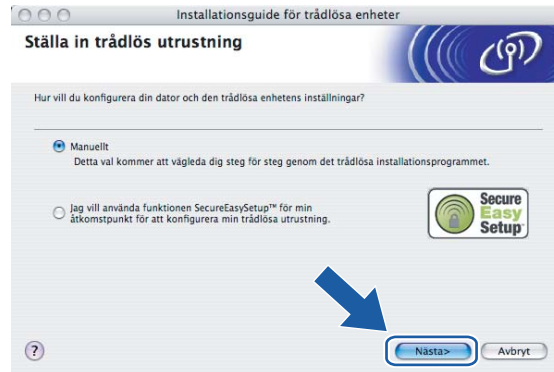 Installationsguide för trådlösa enheter
Ställa in trådlös utrustning
Hur vill du konfigurera din dator och den trådlösa enhetens inställningar?
Manuellt
Detta val kommer att vägleda dig steg för steg genom det trådlösa installationsprogrammet.
Jag vill använda funktionen SecureEasySetup™ för min
åtkomstpunkt för att konfigurera min trådlösa utrustning.
Secure
Easy
Setup
?
Nästa>
Avbryt